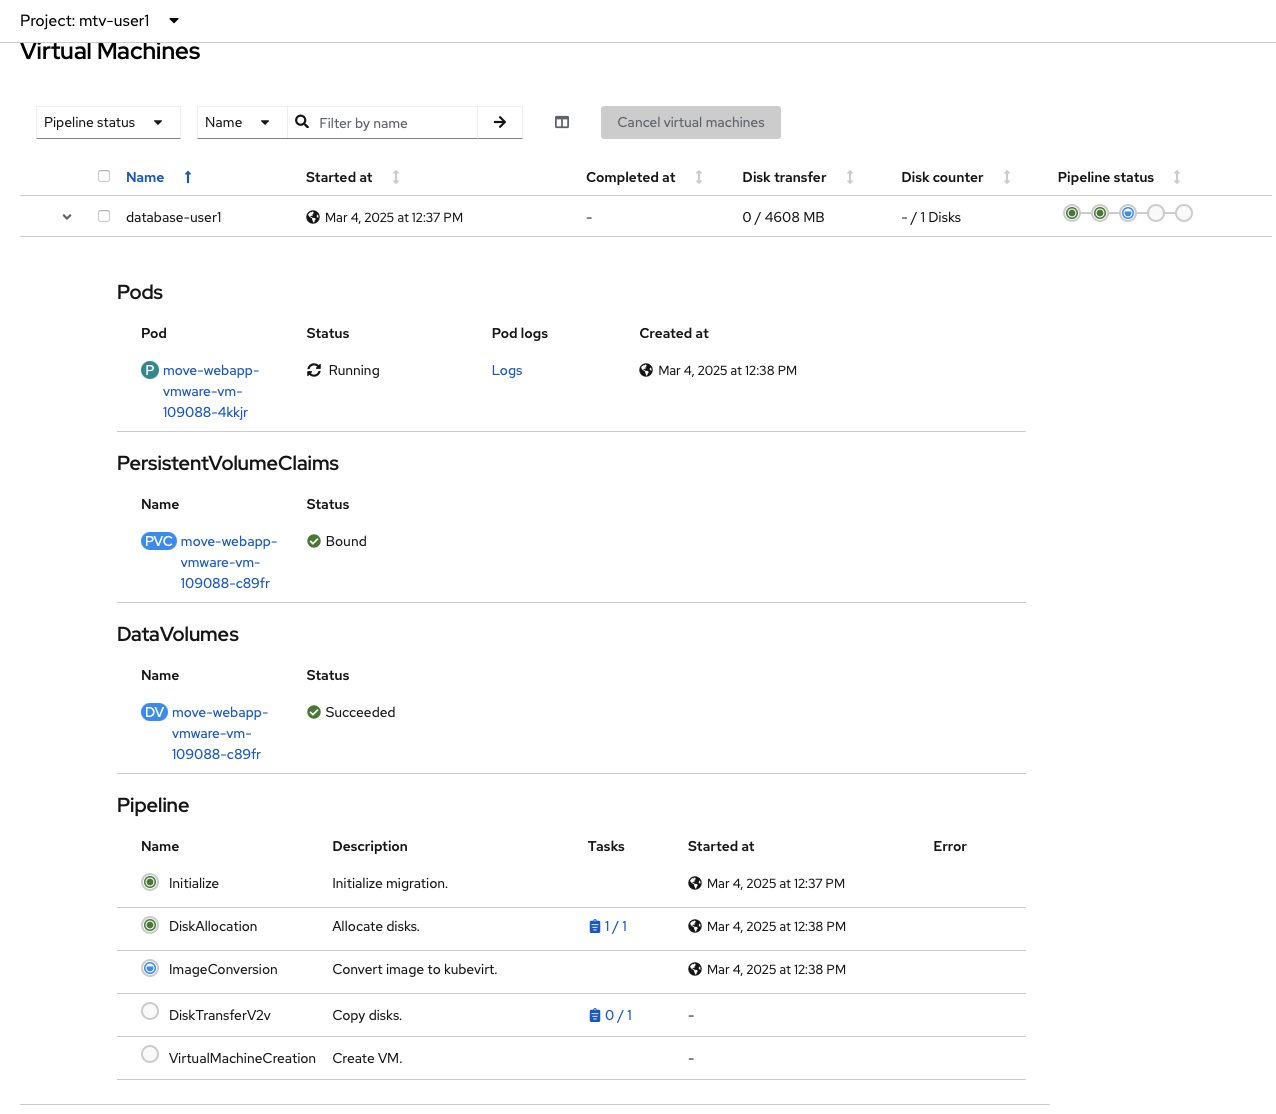 Project: mtv-user1
Virtual Machines
Pipeline status Name Filter by name Cancel virtual machines
Name Started at Completed at Disk transfer Disk counter Pipeline status
database-user1 Mar 4, 2025 at 12:37 PM - 0 / 4608 MB - / 1 Disks
Pods
Pod Status Pod logs Created at
P move-webapp- Running Logs Mar 4, 2025 at 12:38 PM
vmware-vm-
109088-4kkjr
PersistentVolumeClaims
Name Status
PVC move-webapp- Bound
vmware-vm-
109088-c89fr
DataVolumes
Name Status
DV move-webapp- Succeeded
vmware-vm-
109088-c89fr
Pipeline
Name Description Tasks Started at Error
Initialize Initialize migration. Mar 4, 2025 at 12:37 PM
DiskAllocation Allocate disks. 1 / 1 Mar 4, 2025 at 12:38 PM
ImageConversion Convert image to kubevirt. Mar 4, 2025 at 12:38 PM
DiskTransferV2v Copy disks. 0 / 1 -
VirtualMachineCreation Create VM. -